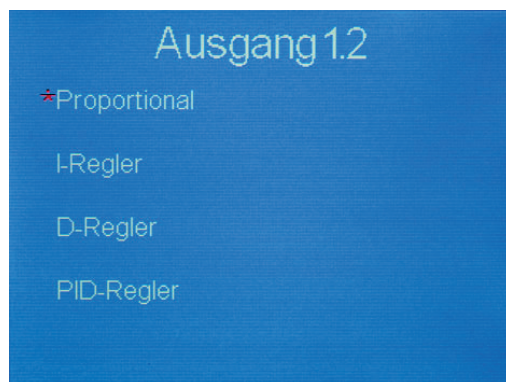 Ausgang 1.2
*Proportional
I-Regler
D-Regler
PID-Regler